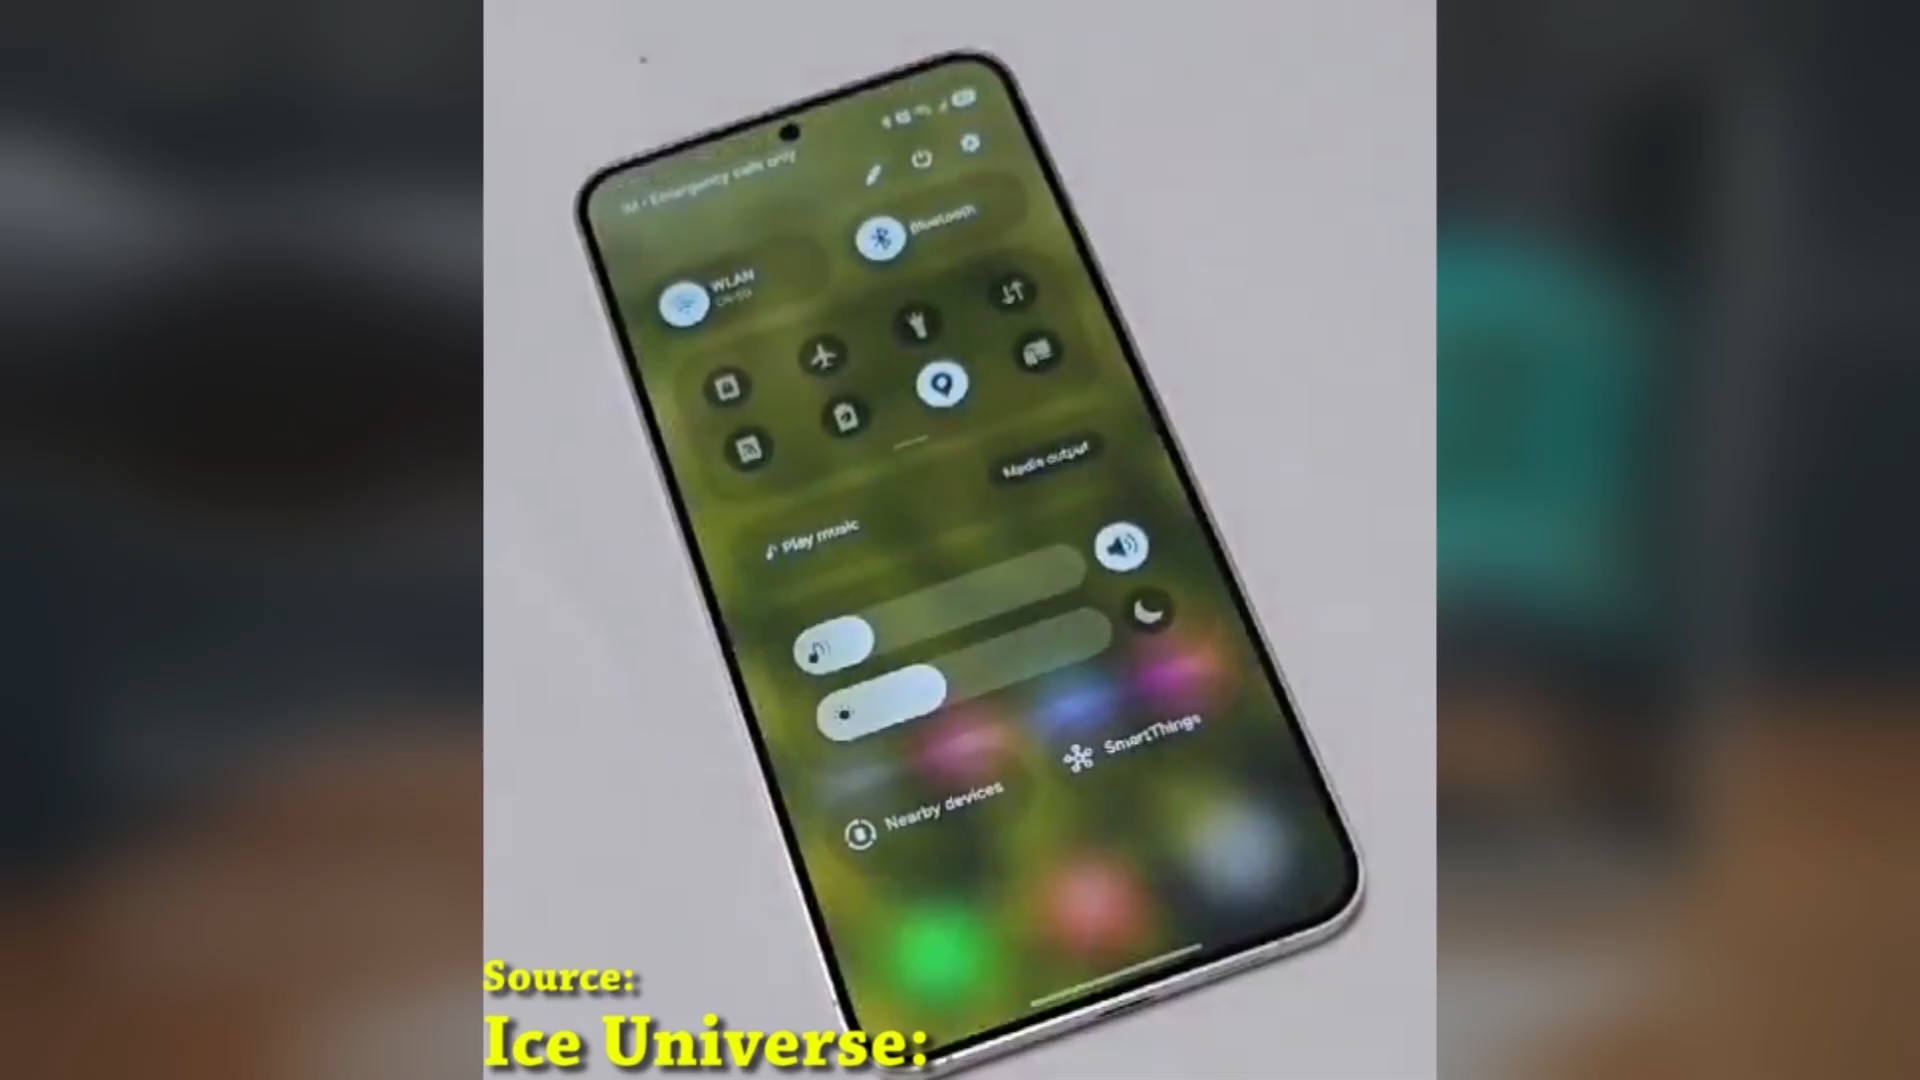 Emergency calls only
Bluetooth
WLAN
Media output
Play music
SmartThings
Nearby devices
Source:
Ice Universe: